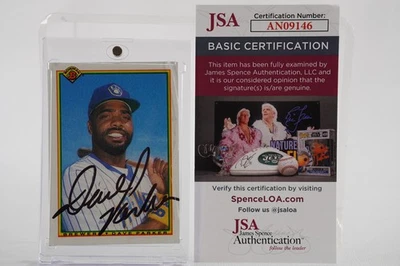 JSA
Certification Number:
AN09146
BASIC CERTIFICATION
This item has been fully examined by
James Spence Authentication, LLC and
it is our considered opinion that the
signature(s) is/are genuine.
Verify this certification by visiting
SpenceLOA.com
Follow us @jsaloa
JSA
James Spence
Authentication
follow the leader
Dave Parker
BREWERS DAVE PARKER